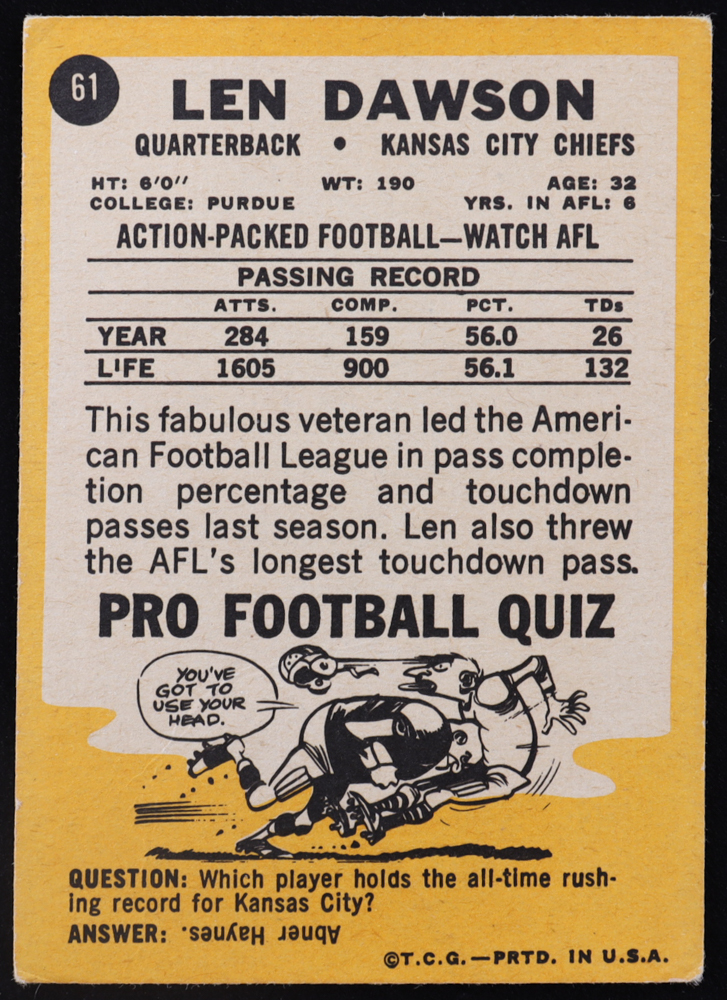 61
LEN DAWSON
QUARTERBACK • KANSAS CITY CHIEFS
HT: 6'0" WT: 190 AGE: 32
COLLEGE: PURDUE YRS. IN AFL: 6
ACTION-PACKED FOOTBALL—WATCH AFL
PASSING RECORD
ATTS. COMP. PCT. TDs
YEAR 284 159 56.0 26
LIFE 1605 900 56.1 132
This fabulous veteran led the Ameri-
can Football League in pass comple-
tion percentage and touchdown
passes last season. Len also threw
the AFL's longest touchdown pass.
PRO FOOTBALL QUIZ
YOU'VE
GOT TO
USE YOUR
HEAD.
QUESTION: Which player holds the all-time rush-
ing record for Kansas City?
ANSWER: Abner Haynes.
©T.C.G.—PRTD. IN U.S.A.